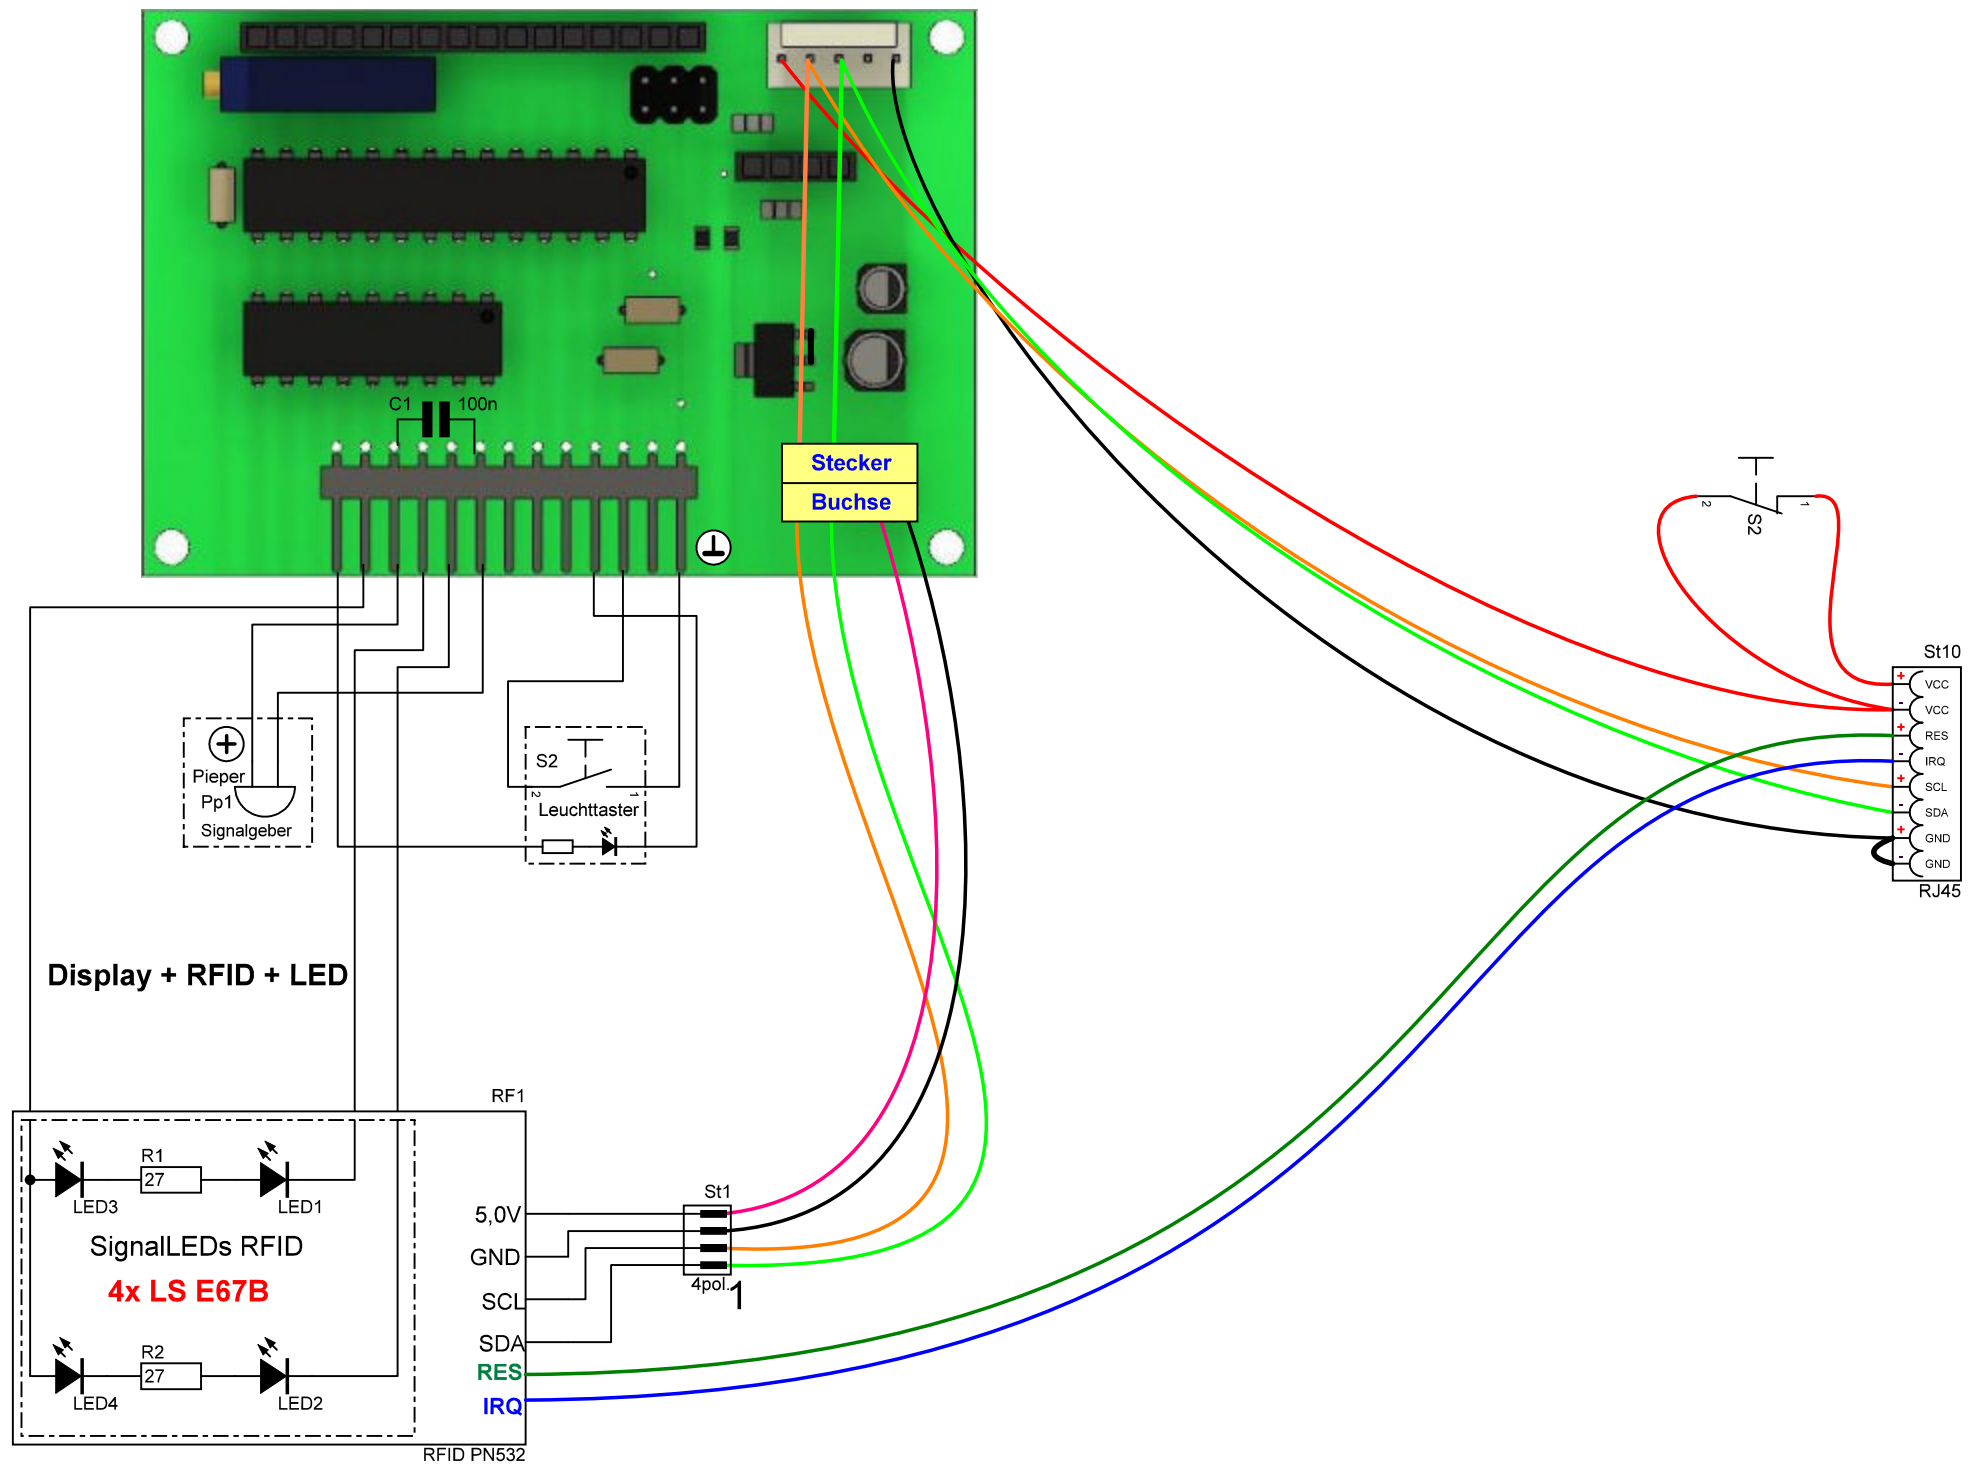 C1 100n
Stecker
Buchse
2 S2 1
St10
+ VCC
- VCC
+ RES
- IRQ
+ SCL
- SDA
+ GND
- GND
RJ45
Pieper
Pp1
Signalgeber
S2
2 1
Leuchttaster
Display + RFID + LED
RF1
R1
27
LED3 LED1
SignalLEDs RFID
4x LS E67B
R2
27
LED4 LED2
5,0V
GND
SCL
SDA
RES
IRQ
RFID PN532
St1
4pol.
1